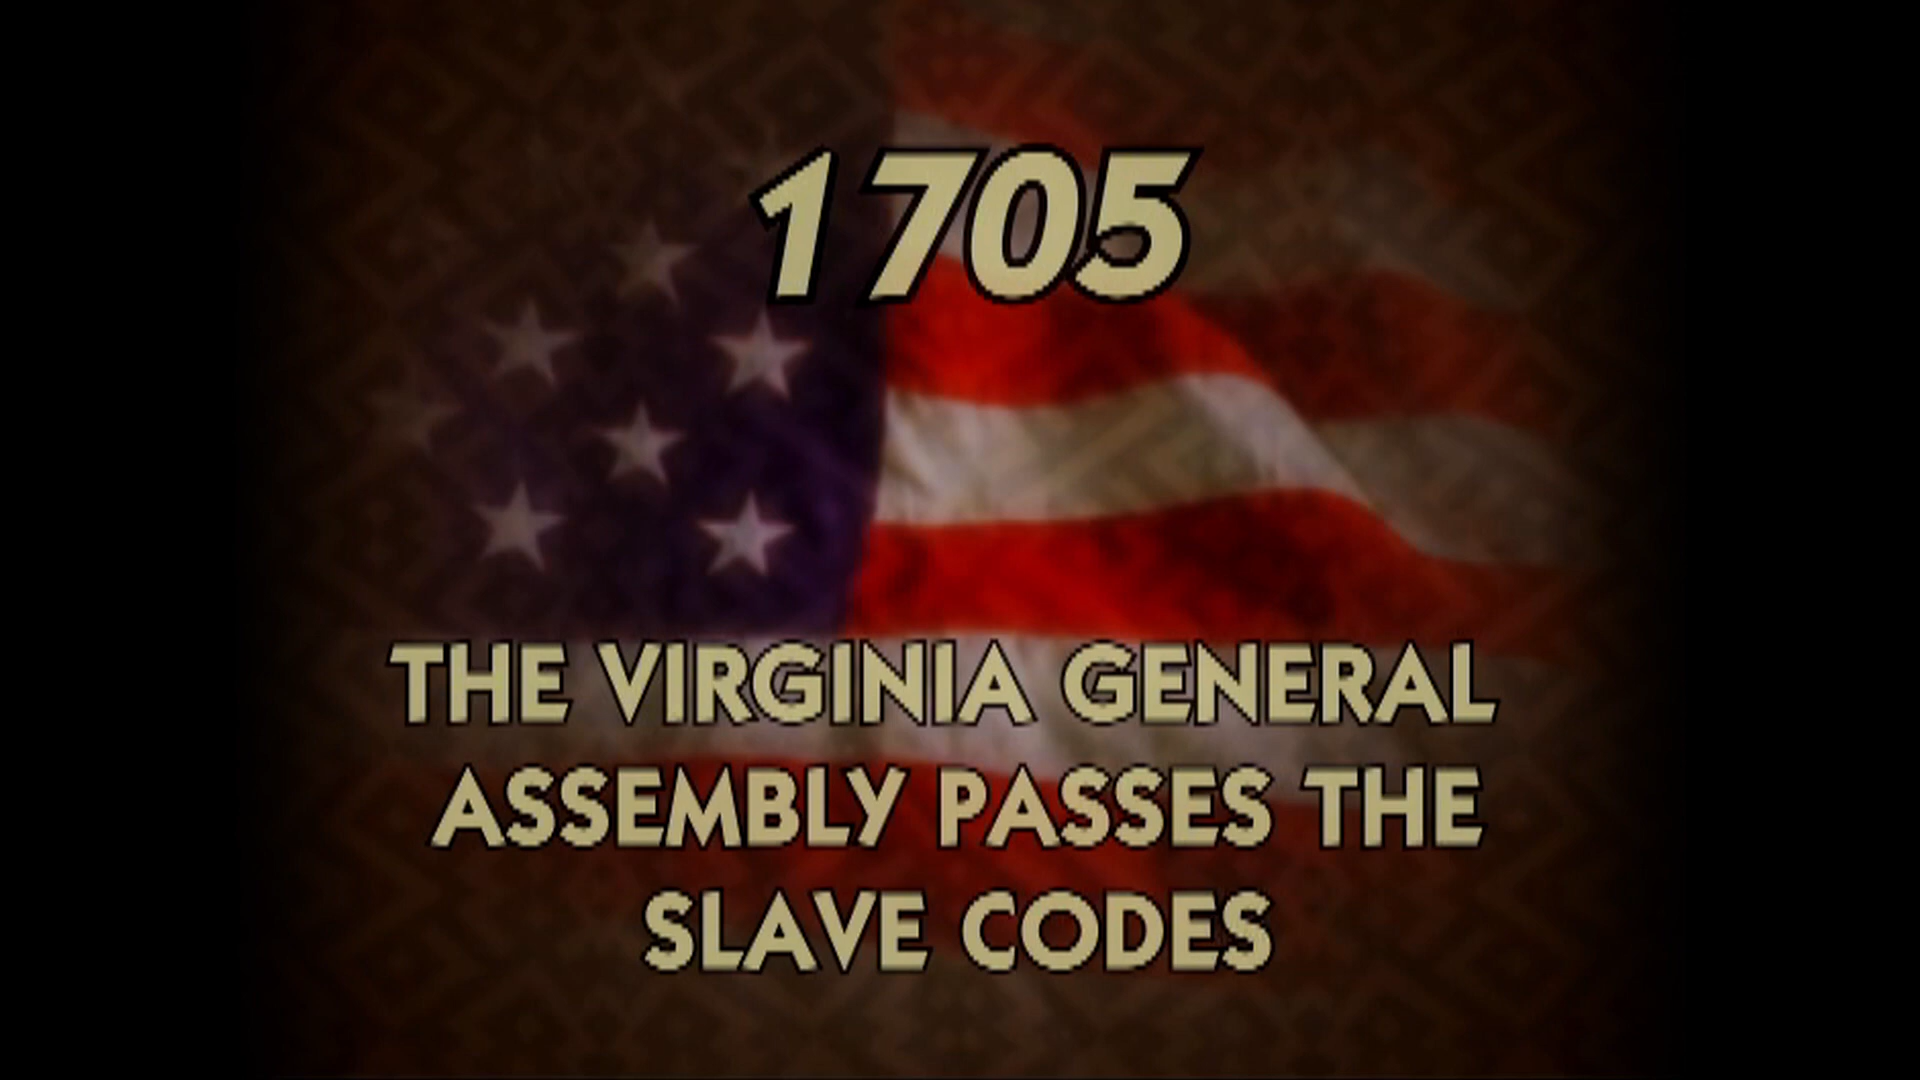 1705
THE VIRGINIA GENERAL
ASSEMBLY PASSES THE
SLAVE CODES